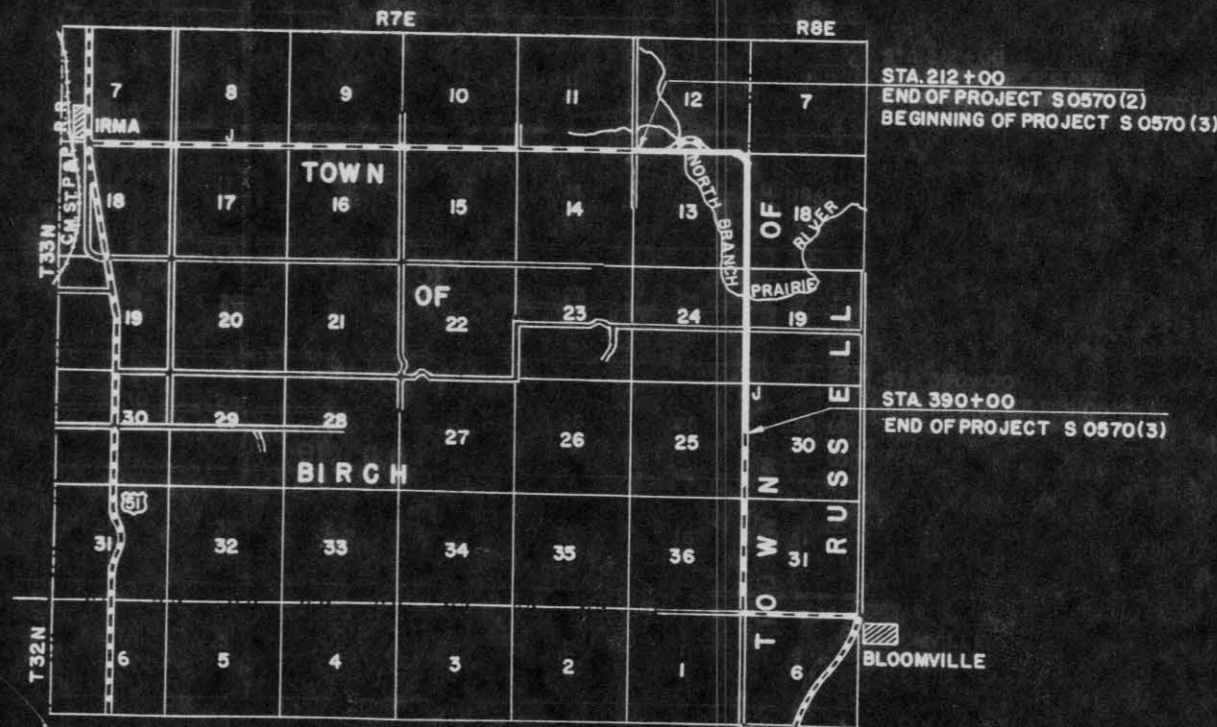 R7E
R8E
7
8
9
10
11
12
7
STA. 212+00
END OF PROJECT S 0570 (2)
BEGINNING OF PROJECT S 0570 (3)
IRMA
J
C.M.ST.P.& P. R.R.
TOWN
T33N
18
17
16
15
14
13
OF
18
NORTH BRANCH
PRAIRIE
RIVER
OF
19
20
21
22
23
24
19
J
STA. 390+00
END OF PROJECT S 0570(3)
30
29
28
27
26
25
30
BIRCH
TOWN
RUSSELL
51
31
32
33
34
35
36
31
T32N
6
5
4
3
2
1
6
BLOOMVILLE